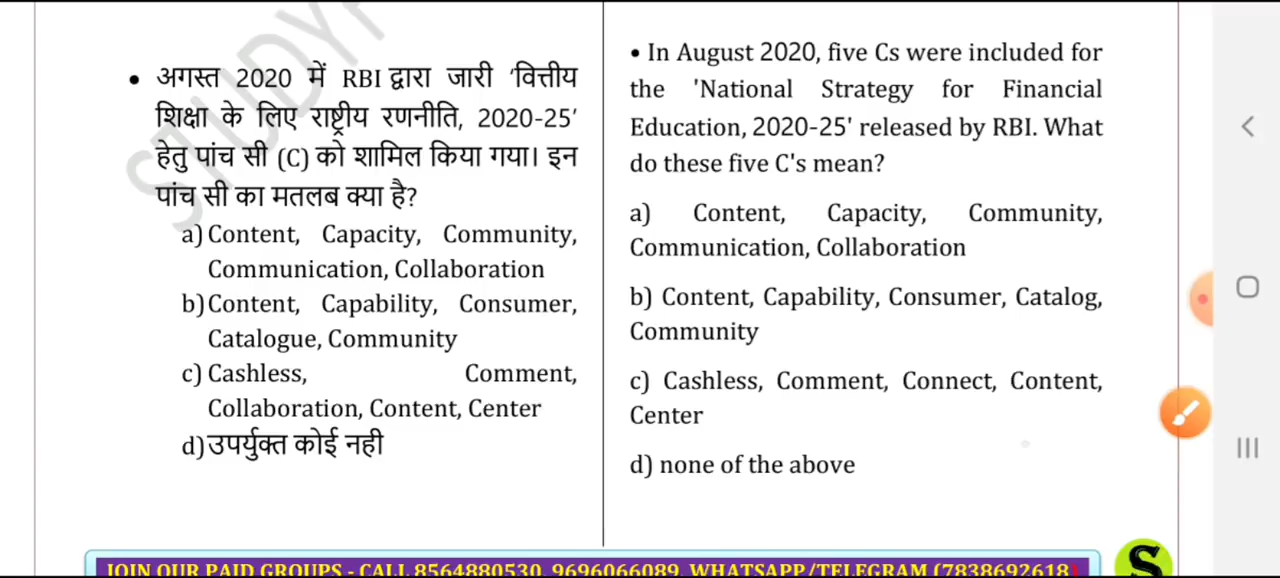 • अगस्त 2020 में RBI द्वारा जारी ‘वित्तीय
शिक्षा के लिए राष्ट्रीय रणनीति, 2020-25’
हेतु पांच सी (C) को शामिल किया गया। इन
पांच सी का मतलब क्या है?
a) Content, Capacity, Community,
Communication, Collaboration
b) Content, Capability, Consumer,
Catalogue, Community
c) Cashless, Comment,
Collaboration, Content, Center
d) उपर्युक्त कोई नही
• In August 2020, five Cs were included for
the 'National Strategy for Financial
Education, 2020-25' released by RBI. What
do these five C's mean?
a) Content, Capacity, Community,
Communication, Collaboration
b) Content, Capability, Consumer, Catalog,
Community
c) Cashless, Comment, Connect, Content,
Center
d) none of the above
JOIN OUR PAID GROUPS - CALL 8564880530, 9696066089, WHATSAPP/TELEGRAM (7838692618)
S